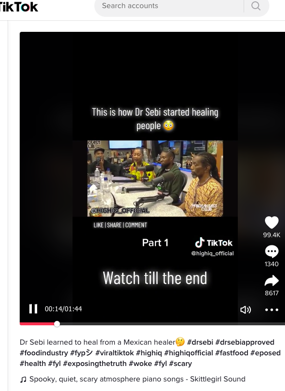 TikTok
Search accounts
This is how Dr Sebi started healing
people 😳
@HIGHIQ_OFFICIAL
LIKE | SHARE | COMMENT
Part 1
TikTok
@highiq_official
Watch till the end
99.4K
1340
8617
00:14/01:44
Dr Sebi learned to heal from a Mexican healer🤔 #drsebi #drsebiapproved
#foodindustry #fypシ #viraltiktok #highiq #highiqofficial #fastfood #eposed
#health #fyl #exposingthetruth #woke #fyl #scary
♫ Spooky, quiet, scary atmosphere piano songs - Skittlegirl Sound